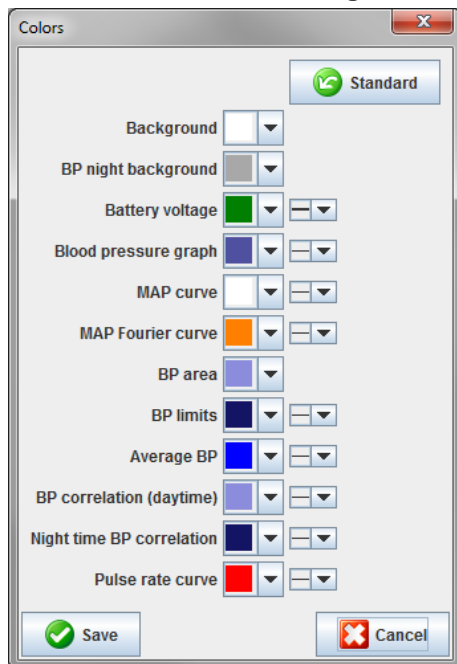 Colors
Standard
Background
BP night background
Battery voltage
Blood pressure graph
MAP curve
MAP Fourier curve
BP area
BP limits
Average BP
BP correlation (daytime)
Night time BP correlation
Pulse rate curve
Save
Cancel